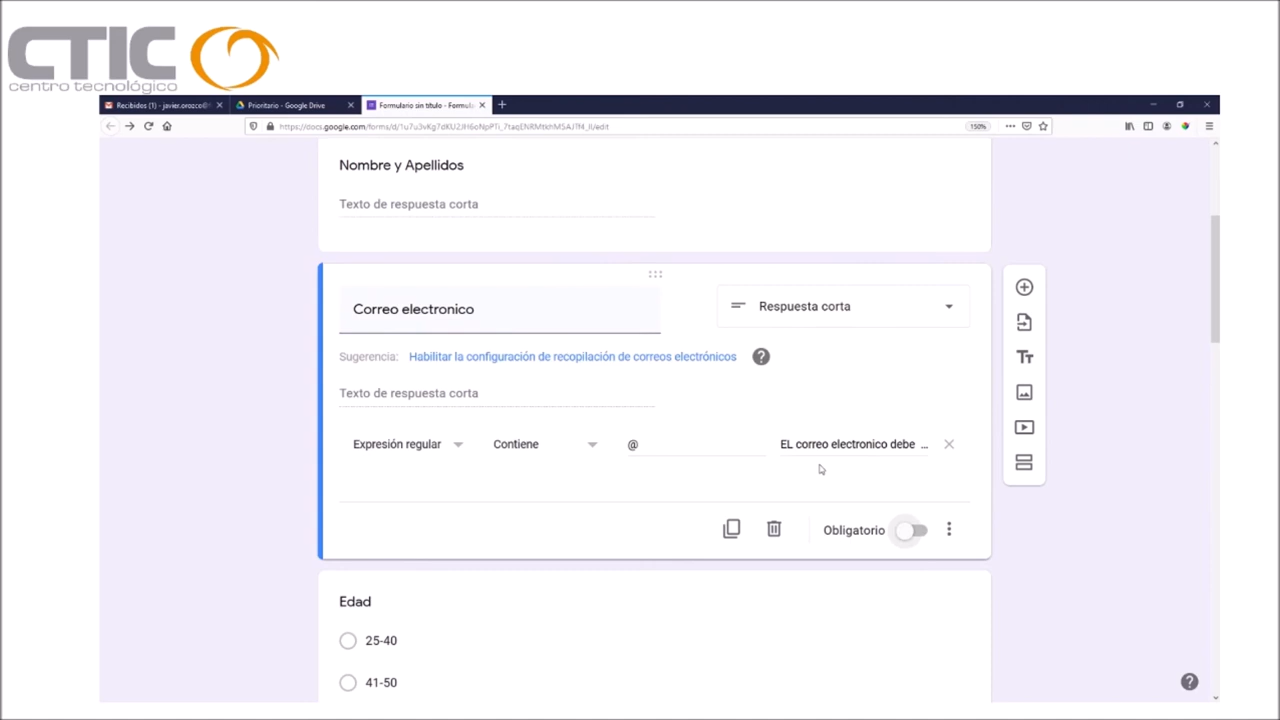 CTIC
centro tecnológico
Recibidos (1) - javier.orozco@
Prioritario - Google Drive
Formulario sin título - Formula
150%
Nombre y Apellidos
Texto de respuesta corta
Correo electronico
Respuesta corta
Sugerencia: Habilitar la configuración de recopilación de correos electrónicos
Texto de respuesta corta
Expresión regular
Contiene
@
EL correo electronico debe ...
Obligatorio
Edad
25-40
41-50